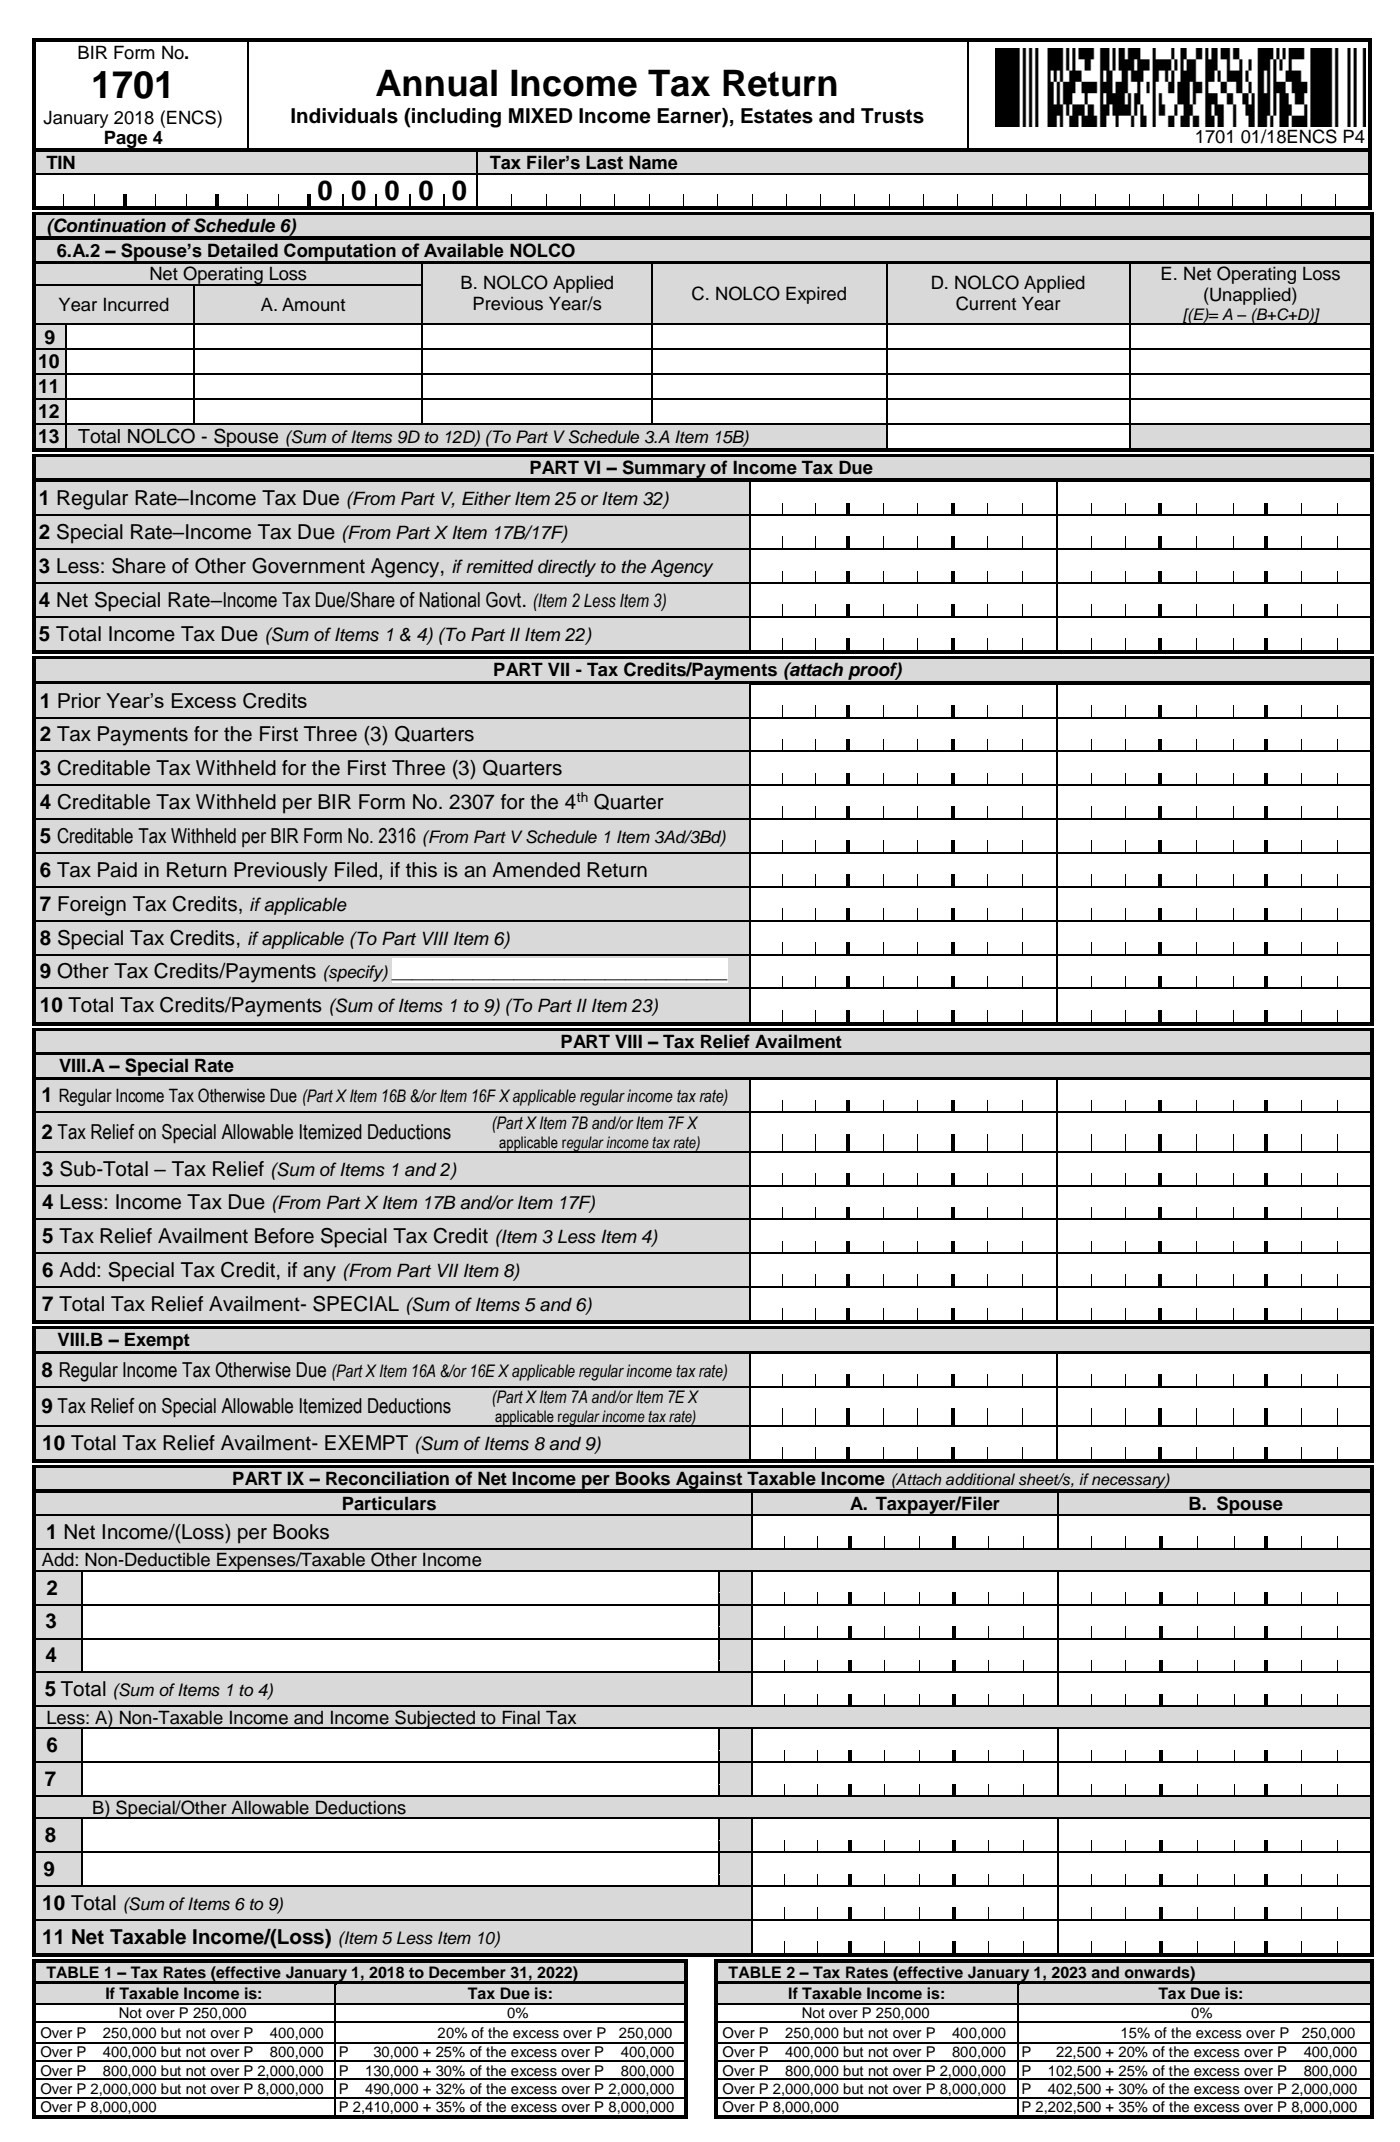 BIR Form No.
1701
January 2018 (ENCS)
Page 4
Annual Income Tax Return
Individuals (including MIXED Income Earner), Estates and Trusts
1701 01/18ENCS P4
TIN
Tax Filer’s Last Name
0 0 0 0 0
(Continuation of Schedule 6)
6.A.2 – Spouse’s Detailed Computation of Available NOLCO
Net Operating Loss
Year Incurred
A. Amount
B. NOLCO Applied
Previous Year/s
C. NOLCO Expired
D. NOLCO Applied
Current Year
E. Net Operating Loss
(Unapplied)
[(E)= A – (B+C+D)]
9
10
11
12
13 Total NOLCO - Spouse (Sum of Items 9D to 12D) (To Part V Schedule 3.A Item 15B)
PART VI – Summary of Income Tax Due
1 Regular Rate–Income Tax Due (From Part V, Either Item 25 or Item 32)
2 Special Rate–Income Tax Due (From Part X Item 17B/17F)
3 Less: Share of Other Government Agency, if remitted directly to the Agency
4 Net Special Rate–Income Tax Due/Share of National Govt. (Item 2 Less Item 3)
5 Total Income Tax Due (Sum of Items 1 & 4) (To Part II Item 22)
PART VII - Tax Credits/Payments (attach proof)
1 Prior Year’s Excess Credits
2 Tax Payments for the First Three (3) Quarters
3 Creditable Tax Withheld for the First Three (3) Quarters
4 Creditable Tax Withheld per BIR Form No. 2307 for the 4th Quarter
5 Creditable Tax Withheld per BIR Form No. 2316 (From Part V Schedule 1 Item 3Ad/3Bd)
6 Tax Paid in Return Previously Filed, if this is an Amended Return
7 Foreign Tax Credits, if applicable
8 Special Tax Credits, if applicable (To Part VIII Item 6)
9 Other Tax Credits/Payments (specify)
10 Total Tax Credits/Payments (Sum of Items 1 to 9) (To Part II Item 23)
PART VIII – Tax Relief Availment
VIII.A – Special Rate
1 Regular Income Tax Otherwise Due (Part X Item 16B &/or Item 16F X applicable regular income tax rate)
2 Tax Relief on Special Allowable Itemized Deductions (Part X Item 7B and/or Item 7F X
applicable regular income tax rate)
3 Sub-Total – Tax Relief (Sum of Items 1 and 2)
4 Less: Income Tax Due (From Part X Item 17B and/or Item 17F)
5 Tax Relief Availment Before Special Tax Credit (Item 3 Less Item 4)
6 Add: Special Tax Credit, if any (From Part VII Item 8)
7 Total Tax Relief Availment- SPECIAL (Sum of Items 5 and 6)
VIII.B – Exempt
8 Regular Income Tax Otherwise Due (Part X Item 16A &/or 16E X applicable regular income tax rate)
9 Tax Relief on Special Allowable Itemized Deductions (Part X Item 7A and/or Item 7E X
applicable regular income tax rate)
10 Total Tax Relief Availment- EXEMPT (Sum of Items 8 and 9)
PART IX – Reconciliation of Net Income per Books Against Taxable Income (Attach additional sheet/s, if necessary)
Particulars
A. Taxpayer/Filer
B. Spouse
1 Net Income/(Loss) per Books
Add: Non-Deductible Expenses/Taxable Other Income
2
3
4
5 Total (Sum of Items 1 to 4)
Less: A) Non-Taxable Income and Income Subjected to Final Tax
6
7
B) Special/Other Allowable Deductions
8
9
10 Total (Sum of Items 6 to 9)
11 Net Taxable Income/(Loss) (Item 5 Less Item 10)
TABLE 1 – Tax Rates (effective January 1, 2018 to December 31, 2022)
If Taxable Income is: Tax Due is:
Not over P 250,000 0%
Over P 250,000 but not over P 400,000 20% of the excess over P 250,000
Over P 400,000 but not over P 800,000 P 30,000 + 25% of the excess over P 400,000
Over P 800,000 but not over P 2,000,000 P 130,000 + 30% of the excess over P 800,000
Over P 2,000,000 but not over P 8,000,000 P 490,000 + 32% of the excess over P 2,000,000
Over P 8,000,000 P 2,410,000 + 35% of the excess over P 8,000,000
TABLE 2 – Tax Rates (effective January 1, 2023 and onwards)
If Taxable Income is: Tax Due is:
Not over P 250,000 0%
Over P 250,000 but not over P 400,000 15% of the excess over P 250,000
Over P 400,000 but not over P 800,000 P 22,500 + 20% of the excess over P 400,000
Over P 800,000 but not over P 2,000,000 P 102,500 + 25% of the excess over P 800,000
Over P 2,000,000 but not over P 8,000,000 P 402,500 + 30% of the excess over P 2,000,000
Over P 8,000,000 P 2,202,500 + 35% of the excess over P 8,000,000